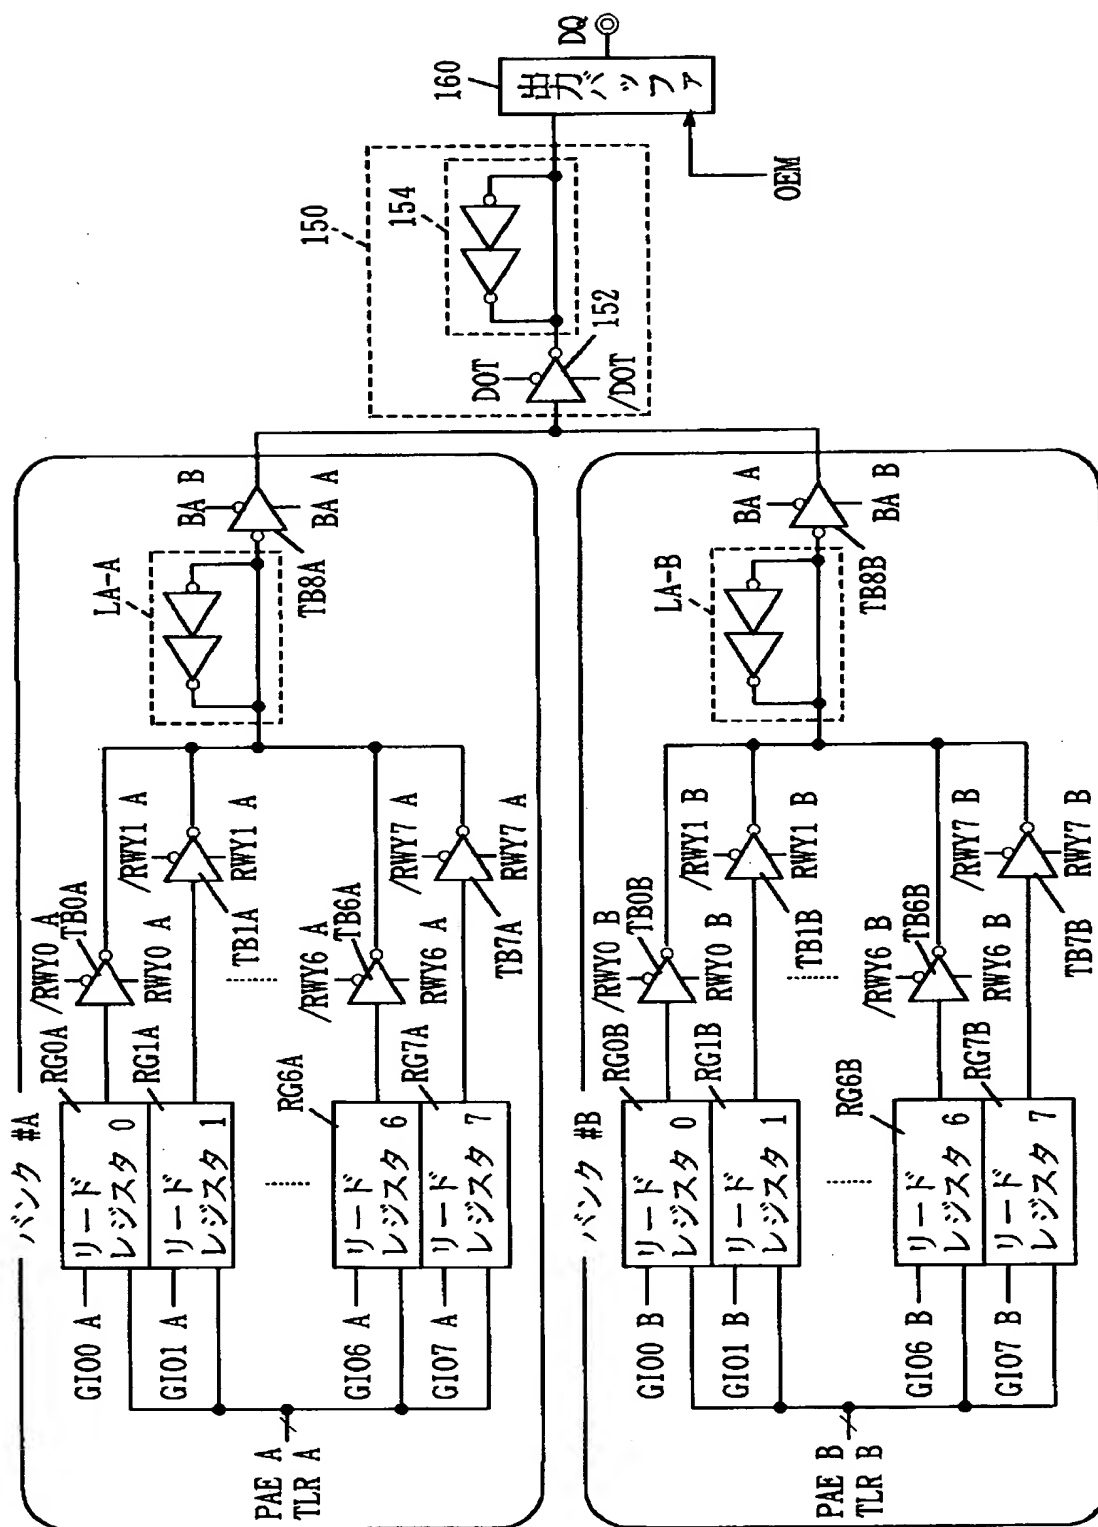 バンク #A
GIO0 A
GIO1 A
GIO6 A
GIO7 A
PAE A
TLR A
RG0A
リード
レジスタ 0
RG1A
リード
レジスタ 1
RG6A
リード
レジスタ 6
RG7A
リード
レジスタ 7
/RWY0 A
TB0A
RWY0 A
/RWY1 A
TB1A
RWY1 A
/RWY6 A
TB6A
RWY6 A
/RWY7 A
TB7A
RWY7 A
LA-A
BA B
BA A
TB8A
バンク #B
GIO0 B
GIO1 B
GIO6 B
GIO7 B
PAE B
TLR B
RG0B
リード
レジスタ 0
RG1B
リード
レジスタ 1
RG6B
リード
レジスタ 6
RG7B
リード
レジスタ 7
/RWY0 B
TB0B
RWY0 B
/RWY1 B
TB1B
RWY1 B
/RWY6 B
TB6B
RWY6 B
/RWY7 B
TB7B
RWY7 B
LA-B
BA A
BA B
TB8B
150
154
DOT
/DOT
152
160
出力バッファ
DQ
OEM